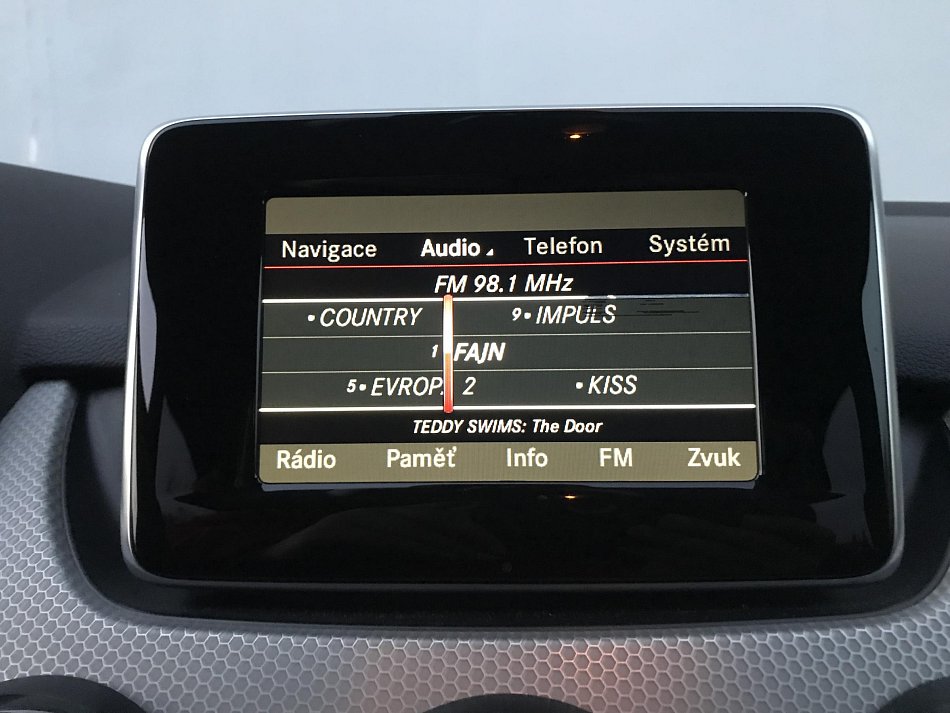 Navigace Audio Telefon Systém
FM 98.1 MHz
• COUNTRY 9• IMPULS
1 FAJN
5• EVROP. 2 • KISS
TEDDY SWIMS: The Door
Rádio Paměť Info FM Zvuk